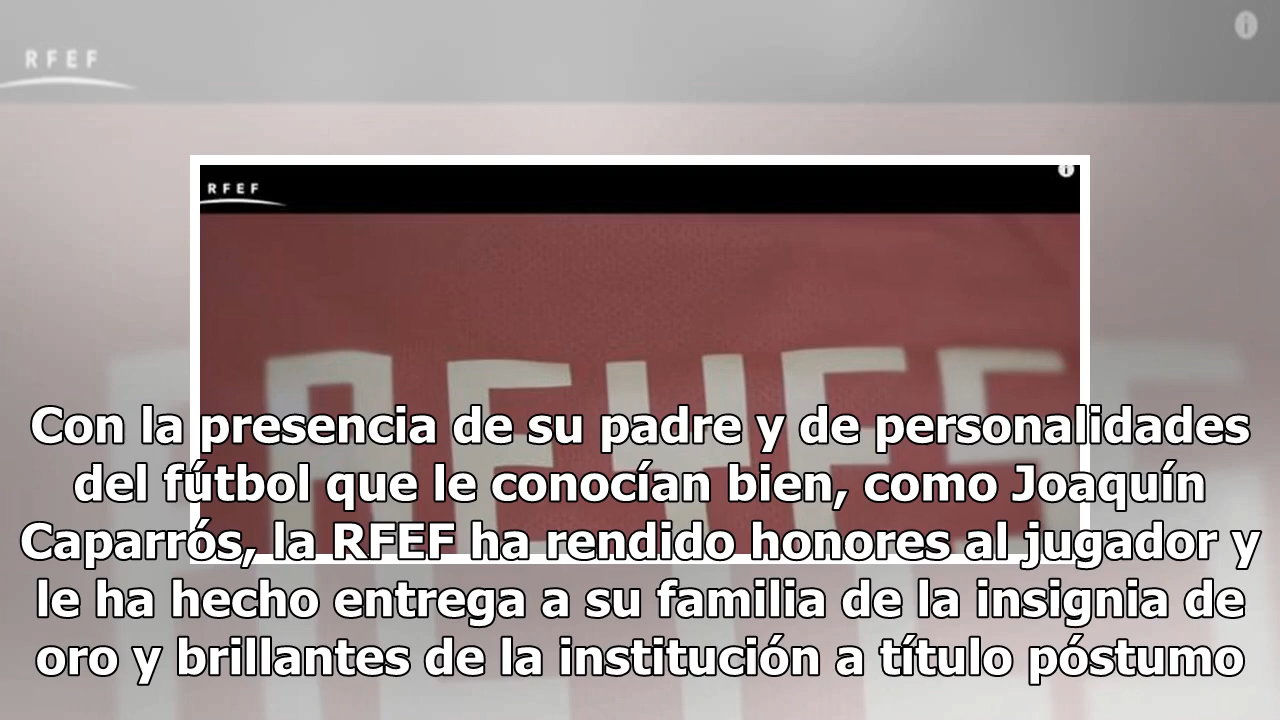 RFEF
RFEF
REYES
Con la presencia de su padre y de personalidades
del fútbol que le conocían bien, como Joaquín
Caparrós, la RFEF ha rendido honores al jugador y
le ha hecho entrega a su familia de la insignia de
oro y brillantes de la institución a título póstumo